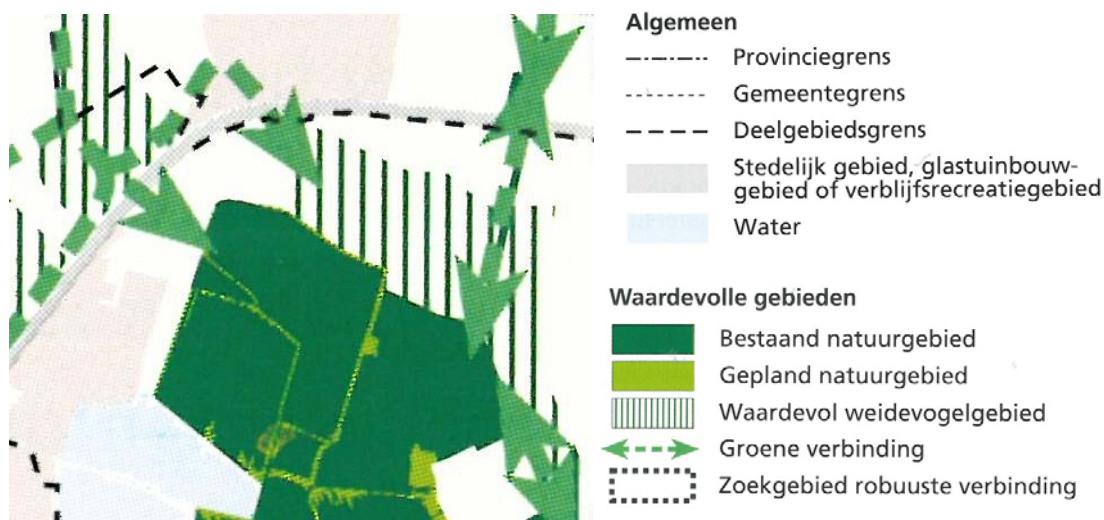 Algemeen
Provinciegrens
Gemeentegrens
Deelgebiedsgrens
Stedelijk gebied, glastuinbouw-
gebied of verblijfsrecreatiegebied
Water
Waardevolle gebieden
Bestaand natuurgebied
Gepland natuurgebied
Waardevol weidevogelgebied
Groene verbinding
Zoekgebied robuuste verbinding